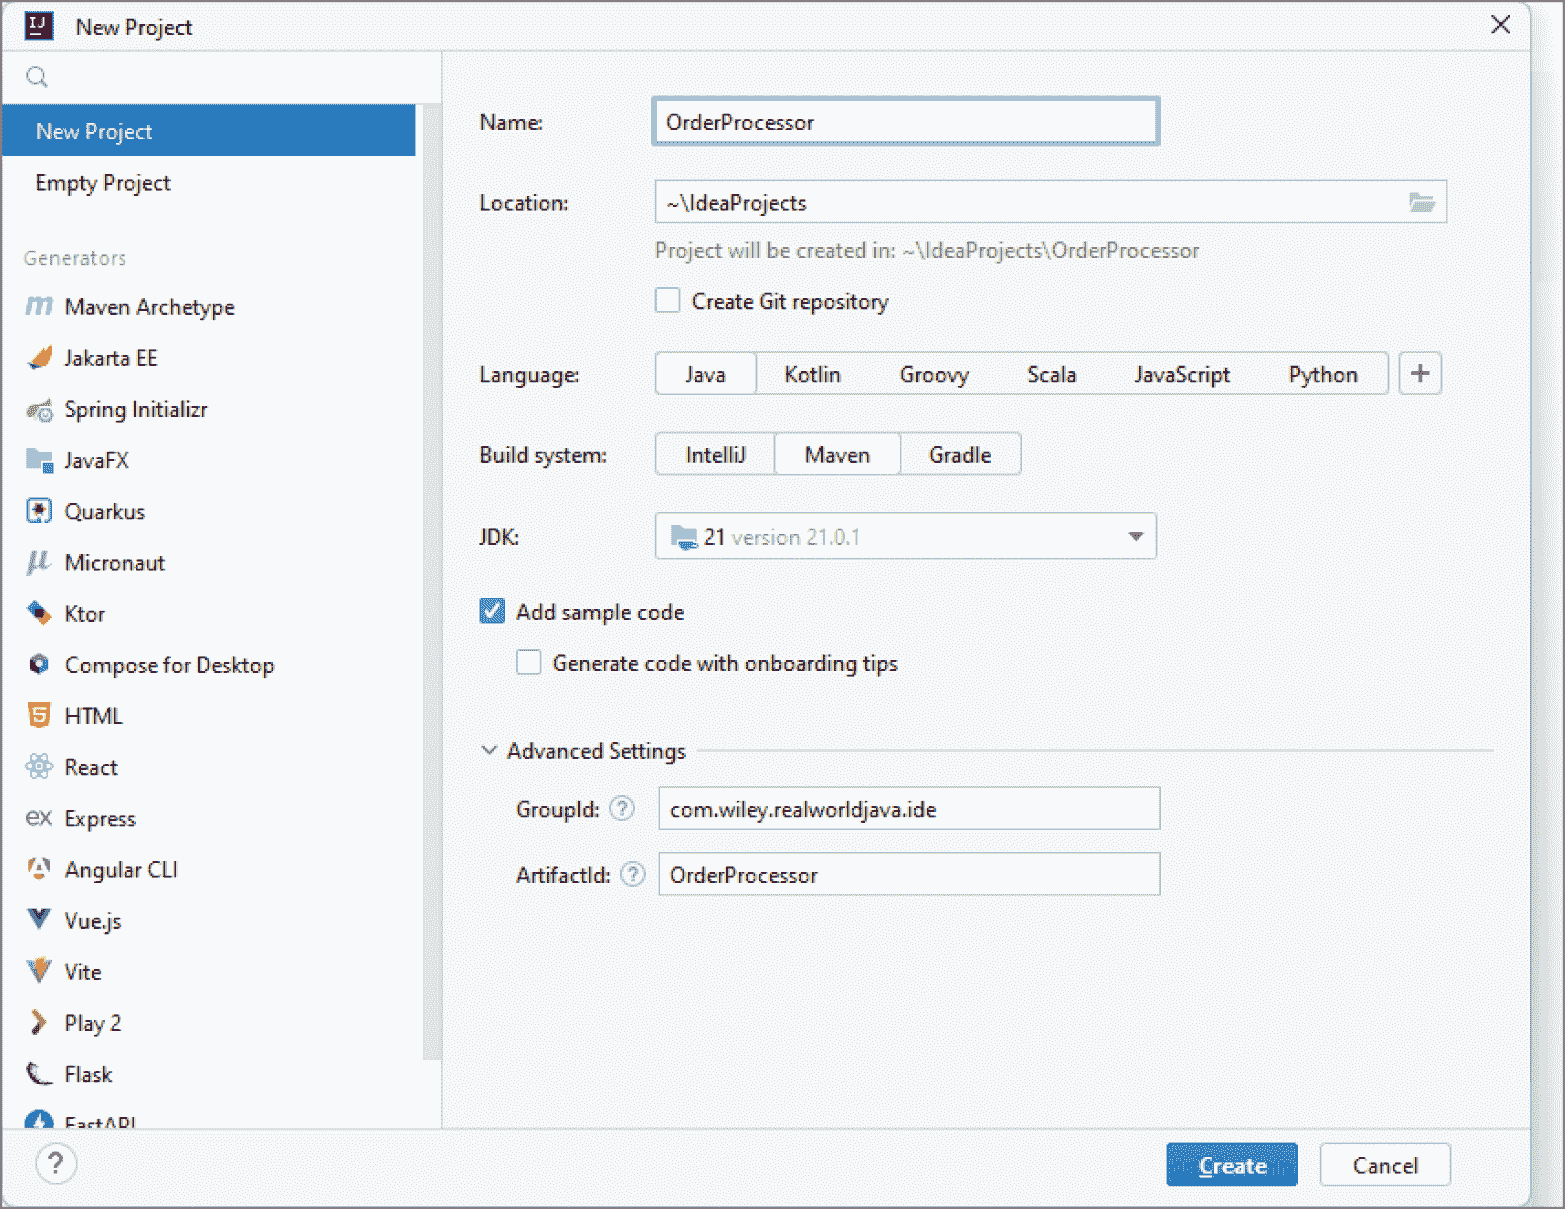 IJ New Project
New Project
Empty Project
Generators
Maven Archetype
Jakarta EE
Spring Initializr
JavaFX
Quarkus
Micronaut
Ktor
Compose for Desktop
HTML
React
ex Express
Angular CLI
Vue.js
Vite
Play 2
Flask
FastAPI
Name: OrderProcessor
Location: ~\IdeaProjects
Project will be created in: ~\IdeaProjects\OrderProcessor
Create Git repository
Language: Java Kotlin Groovy Scala JavaScript Python +
Build system: IntelliJ Maven Gradle
JDK: 21 version 21.0.1
Add sample code
Generate code with onboarding tips
Advanced Settings
GroupId: ? com.wiley.realworldjava.ide
ArtifactId: ? OrderProcessor
? Create Cancel